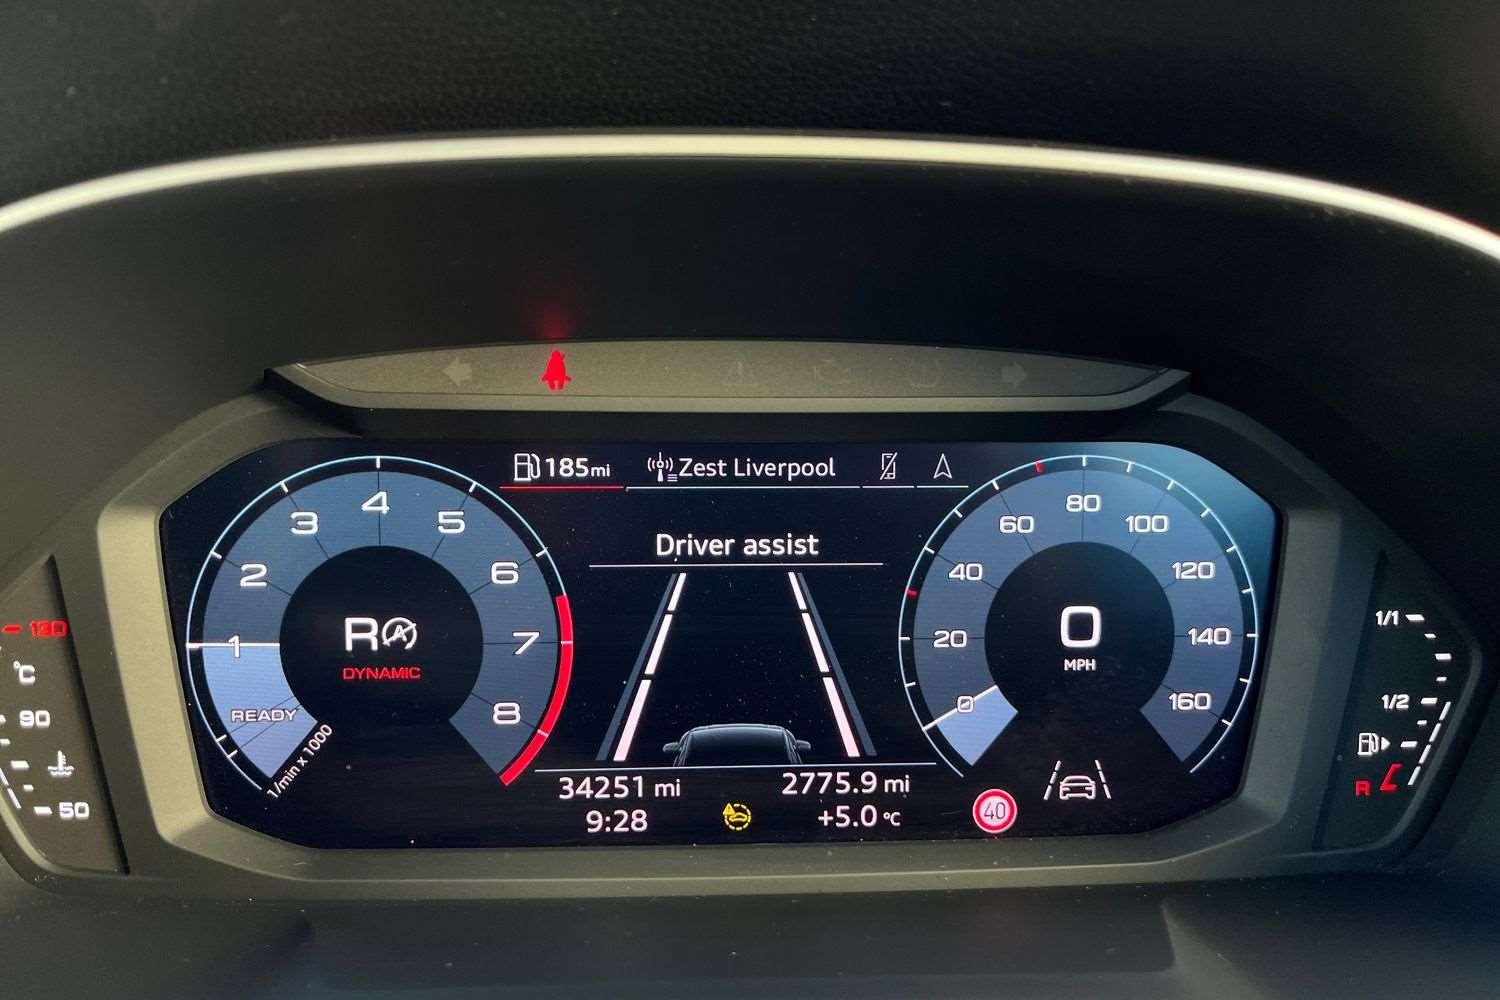 185mi
Zest Liverpool
Driver assist
1
2
3
4
5
6
7
8
READY
1/min x 1000
R
A
DYNAMIC
0
20
40
60
80
100
120
140
160
0
MPH
34251 mi
2775.9 mi
9:28
+5.0 °C
40
130
°C
90
50
1/1
1/2
R